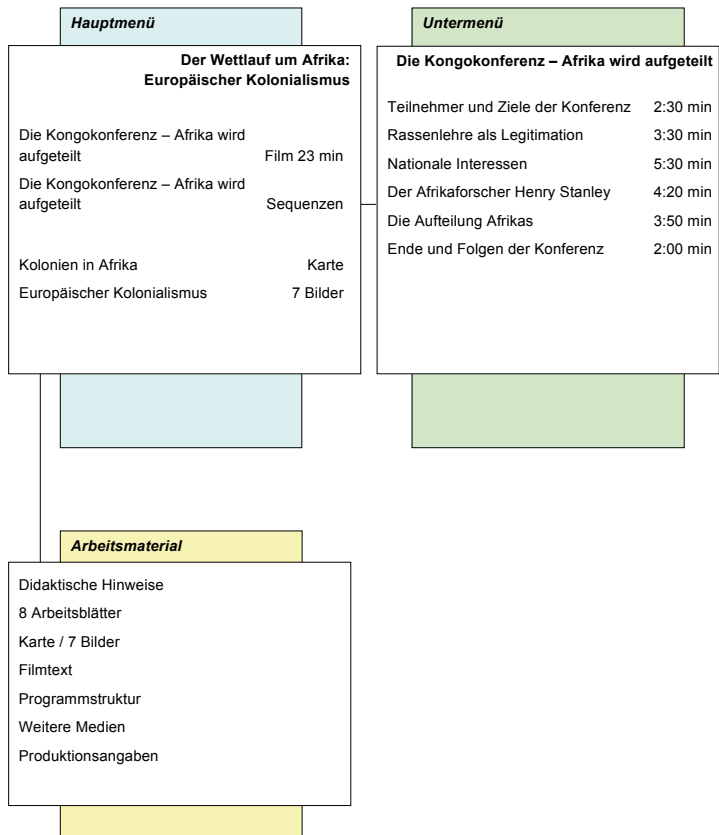 Hauptmenü
Der Wettlauf um Afrika:
Europäischer Kolonialismus
Die Kongokonferenz – Afrika wird
aufgeteilt Film 23 min
Die Kongokonferenz – Afrika wird
aufgeteilt Sequenzen
Kolonien in Afrika Karte
Europäischer Kolonialismus 7 Bilder
Untermenü
Die Kongokonferenz – Afrika wird aufgeteilt
Teilnehmer und Ziele der Konferenz 2:30 min
Rassenlehre als Legitimation 3:30 min
Nationale Interessen 5:30 min
Der Afrikaforscher Henry Stanley 4:20 min
Die Aufteilung Afrikas 3:50 min
Ende und Folgen der Konferenz 2:00 min
Arbeitsmaterial
Didaktische Hinweise
8 Arbeitsblätter
Karte / 7 Bilder
Filmtext
Programmstruktur
Weitere Medien
Produktionsangaben